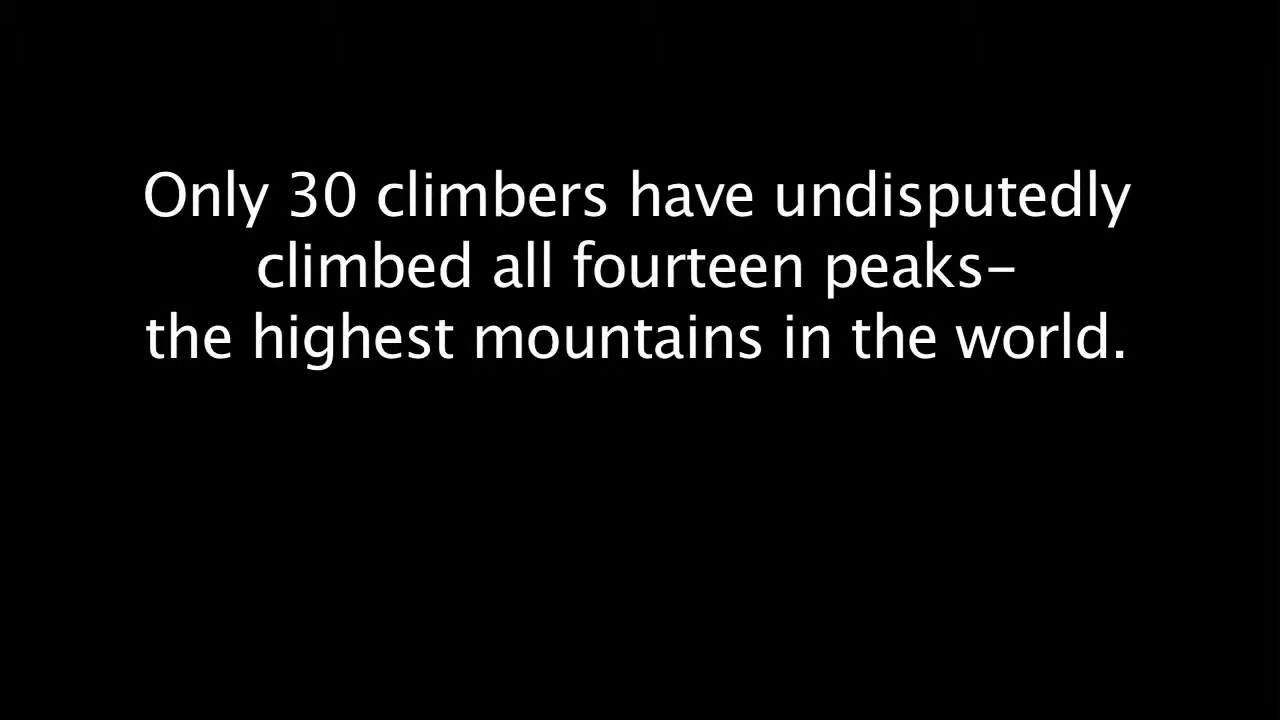 Only 30 climbers have undisputedly
climbed all fourteen peaks-
the highest mountains in the world.